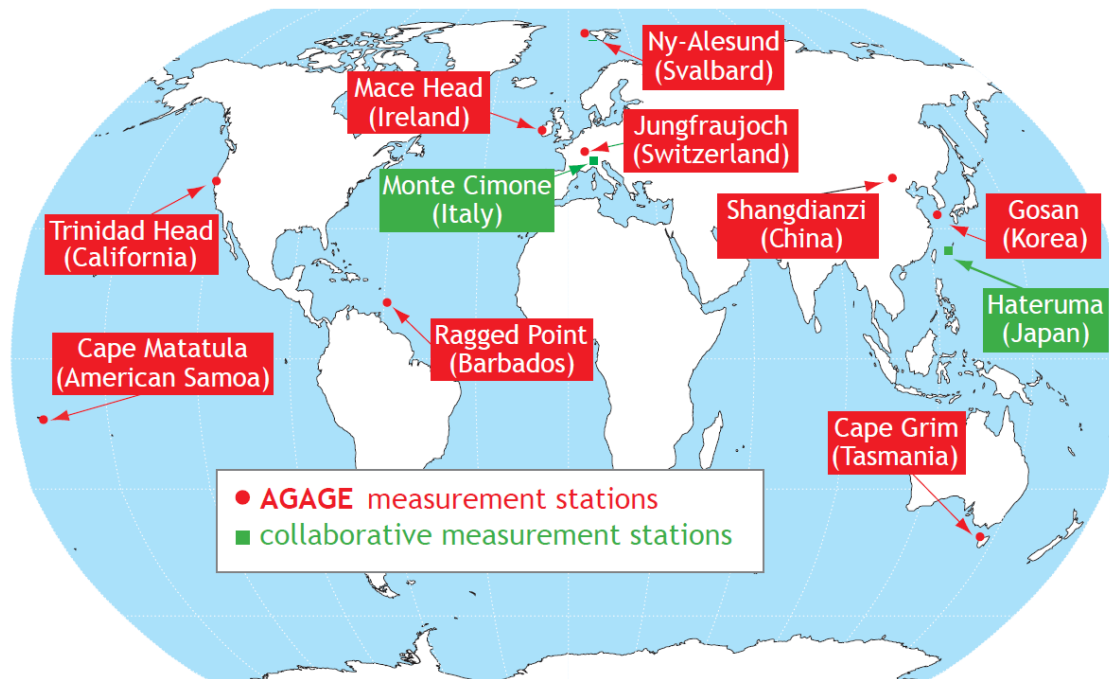 Ny-Alesund
(Svalbard)
Mace Head
(Ireland)
Jungfraujoch
(Switzerland)
Monte Cimone
(Italy)
Trinidad Head
(California)
Shangdianzi
(China)
Gosan
(Korea)
Hateruma
(Japan)
Ragged Point
(Barbados)
Cape Matatula
(American Samoa)
Cape Grim
(Tasmania)
AGAGE measurement stations
collaborative measurement stations